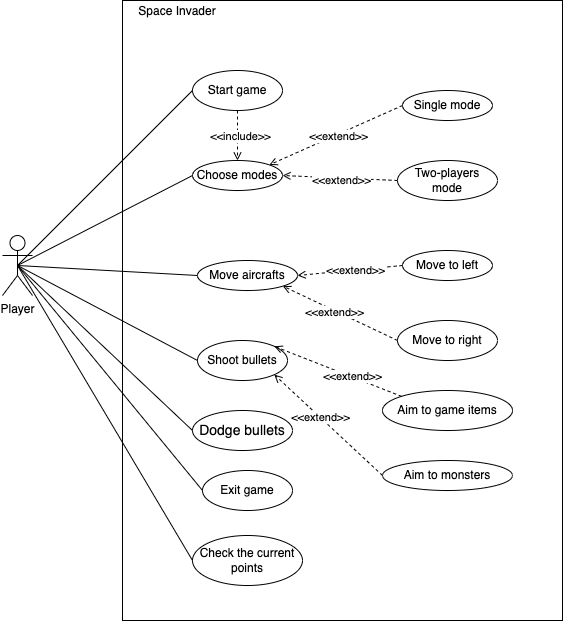 Space Invader
Start game
Single mode
<<include>>
<<extend>>
Choose modes
Two-players
mode
<<extend>>
Move aircrafts
Move to left
<<extend>>
Player
<<extend>>
Move to right
Shoot bullets
<<extend>>
Aim to game items
<<extend>>
Dodge bullets
Aim to monsters
Exit game
Check the current
points